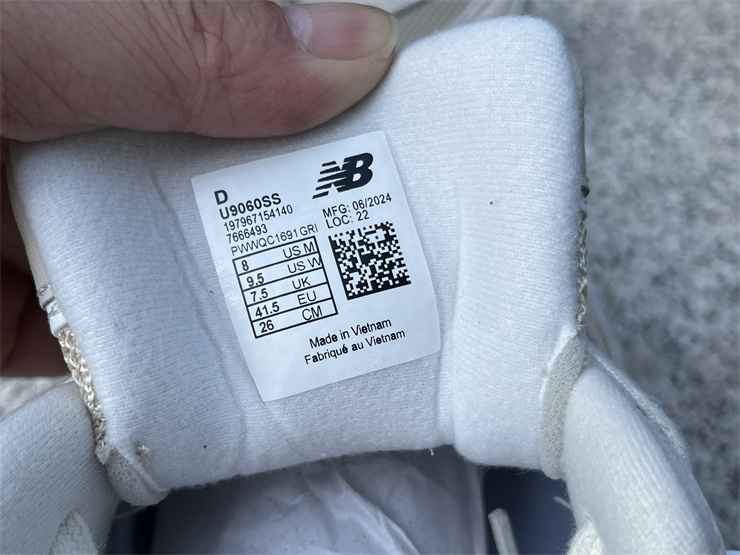 D
NB
U9060SS
197967154140
7666493
PWWQC1691GRI
MFG: 06/2024
LOC: 22
8 US M
9.5 US W
7.5 UK
41.5 EU
26 CM
Made in Vietnam
Fabriqué au Vietnam